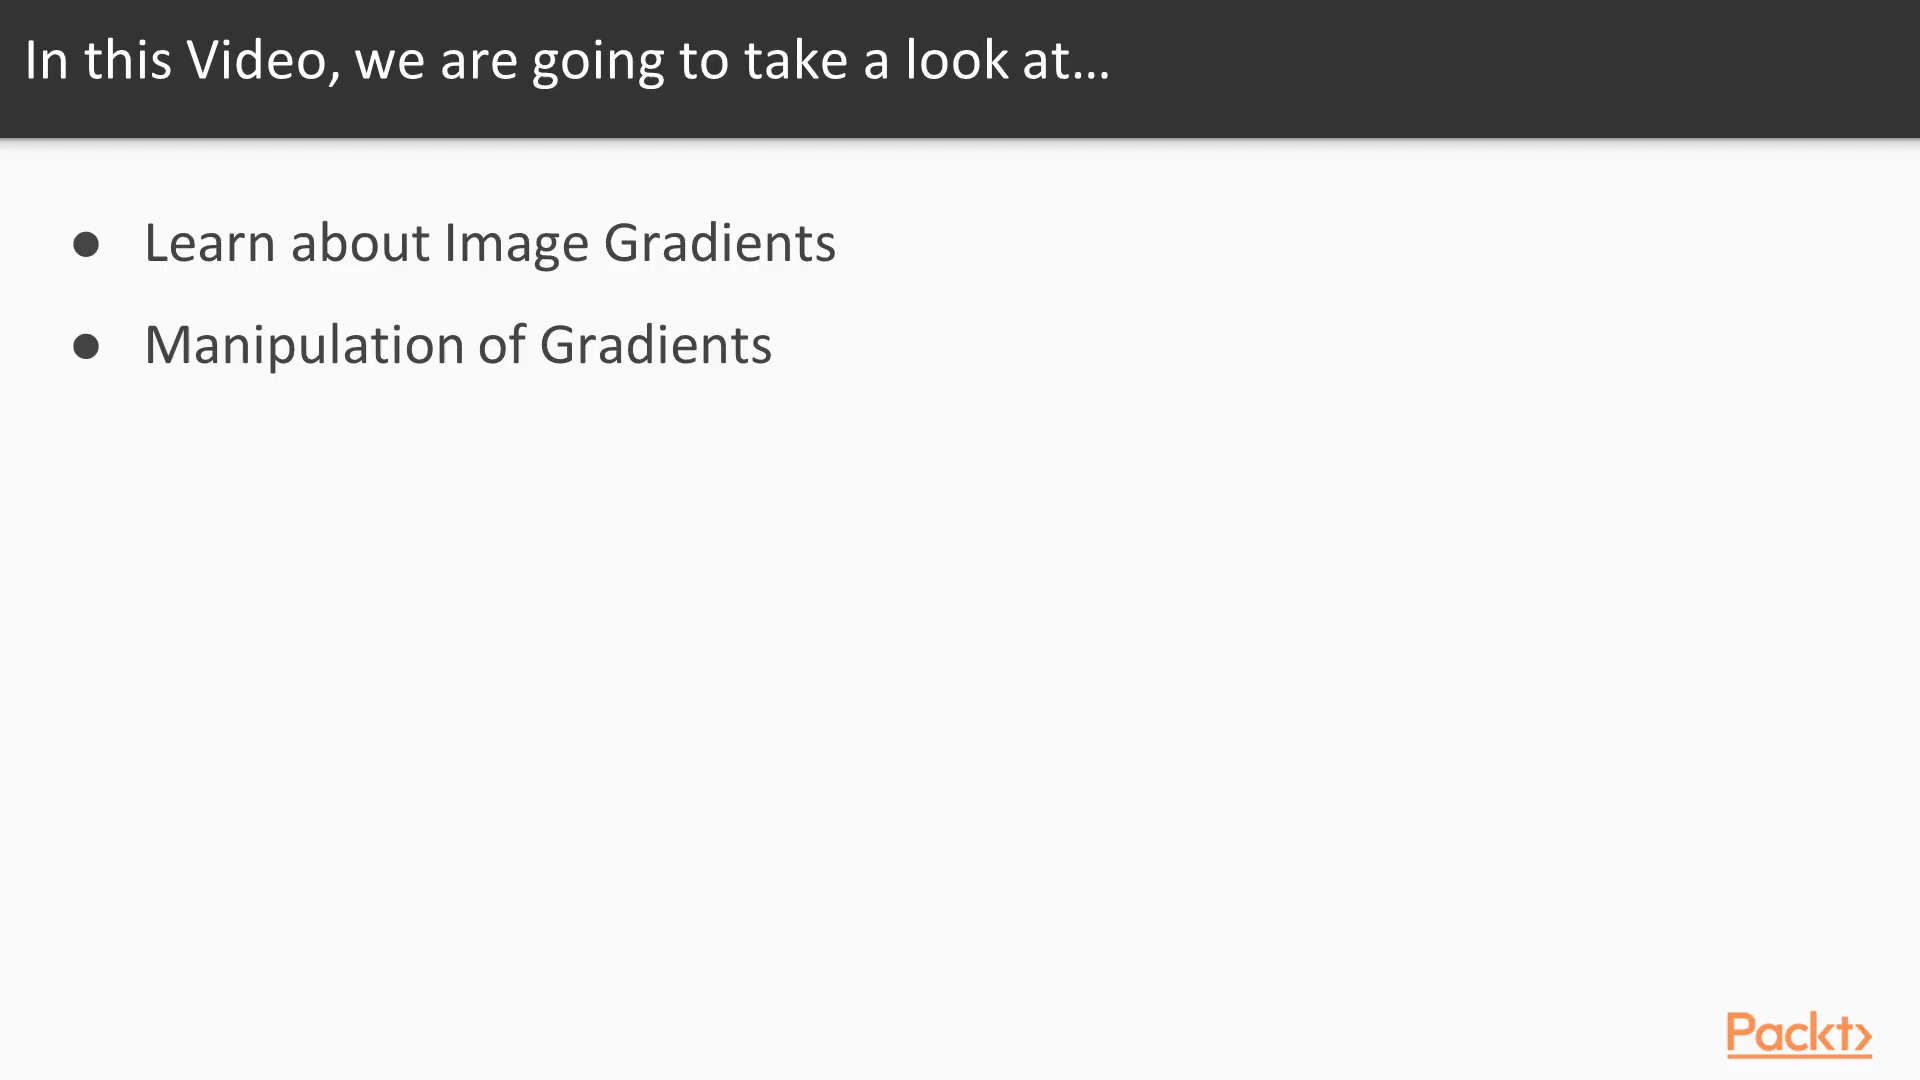 In this Video, we are going to take a look at...
● Learn about Image Gradients
● Manipulation of Gradients
Packt>